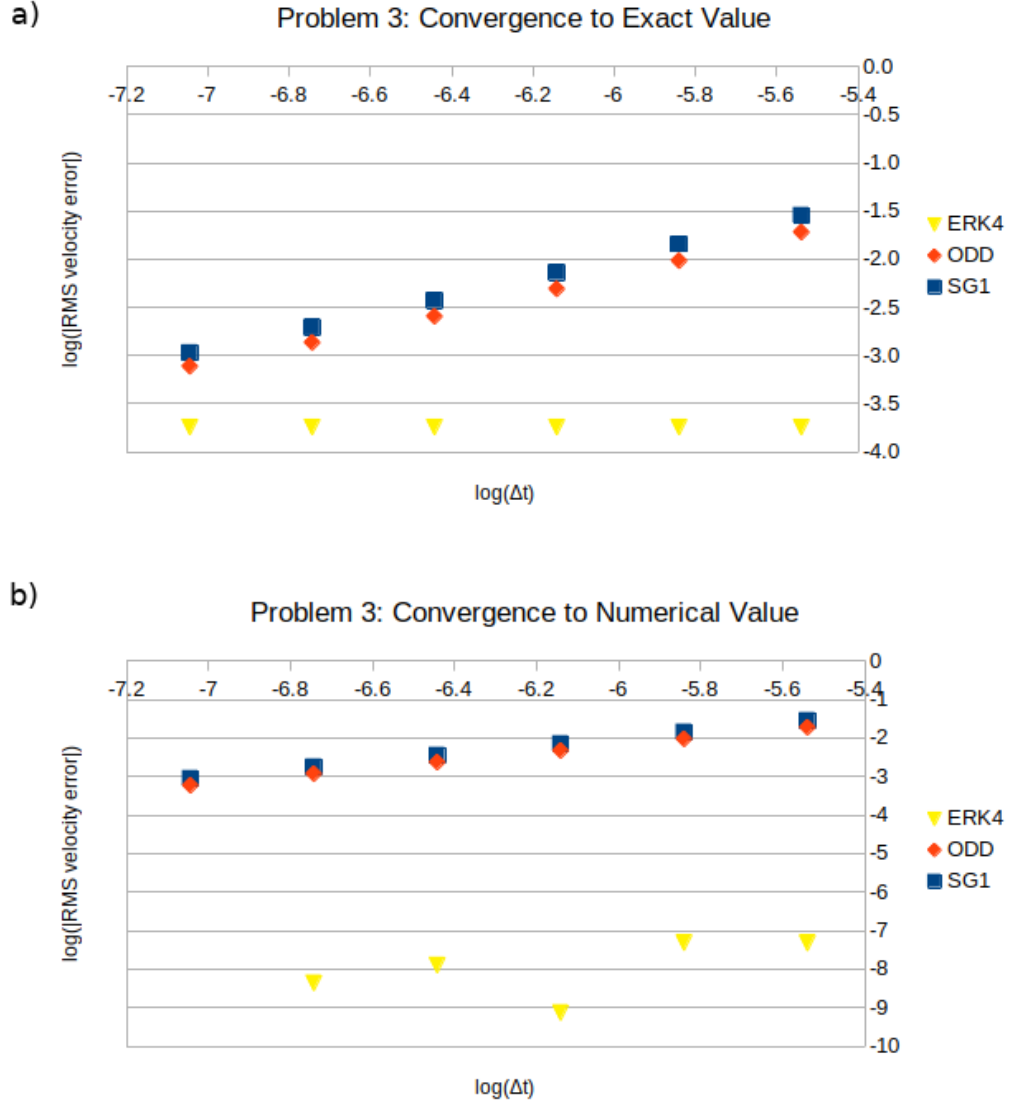 a)
Problem 3: Convergence to Exact Value
0.0
-7.2 -7 -6.8 -6.6 -6.4 -6.2 -6 -5.8 -5.6 -5.4
-0.5
-1.0
-1.5
-2.0
-2.5
-3.0
-3.5
-4.0
log(|RMS velocity error|)
log(Δt)
ERK4
ODD
SG1
b)
Problem 3: Convergence to Numerical Value
0
-7.2 -7 -6.8 -6.6 -6.4 -6.2 -6 -5.8 -5.6 -5.4
-1
-2
-3
-4
-5
-6
-7
-8
-9
-10
log(|RMS velocity error|)
log(Δt)
ERK4
ODD
SG1